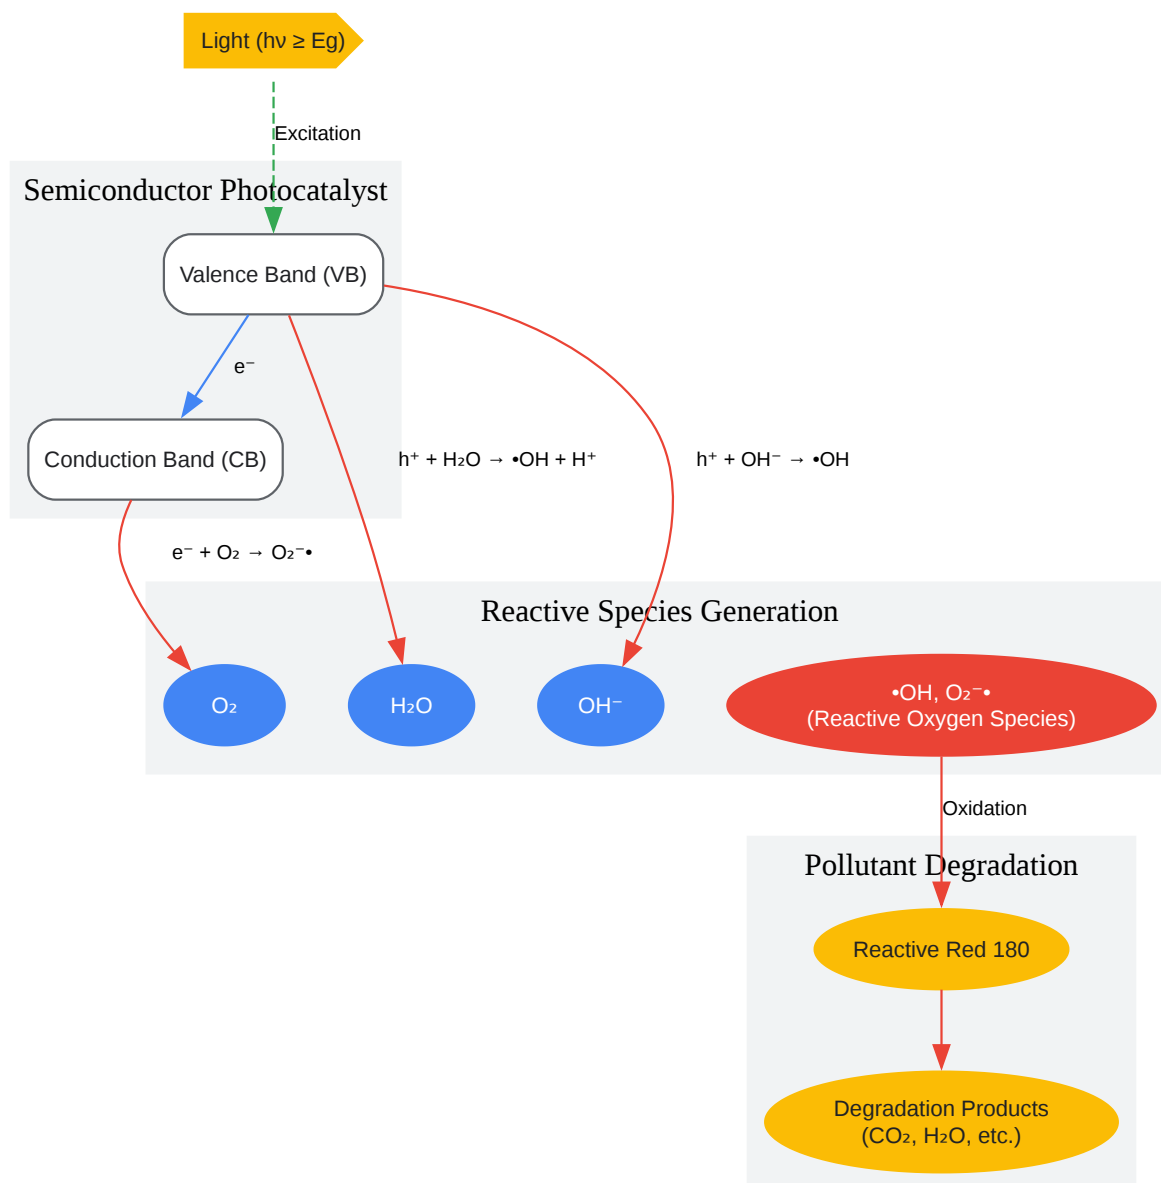 Light (hν ≥ Eg)
Excitation
Semiconductor Photocatalyst
Valence Band (VB)
e⁻
Conduction Band (CB)
h⁺ + H₂O → •OH + H⁺
h⁺ + OH⁻ → •OH
e⁻ + O₂ → O₂⁻•
Reactive Species Generation
O₂
H₂O
OH⁻
•OH, O₂⁻•
(Reactive Oxygen Species)
Oxidation
Pollutant Degradation
Reactive Red 180
Degradation Products
(CO₂, H₂O, etc.)